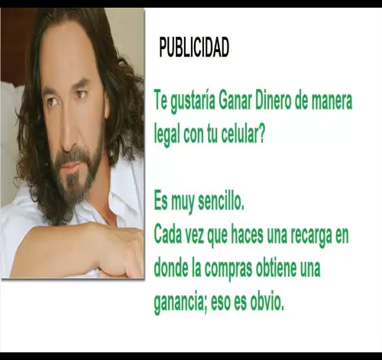 PUBLICIDAD
Te gustaría Ganar Dinero de manera
legal con tu celular?
Es muy sencillo.
Cada vez que haces una recarga en
donde la compras obtiene una
ganancia; eso es obvio.